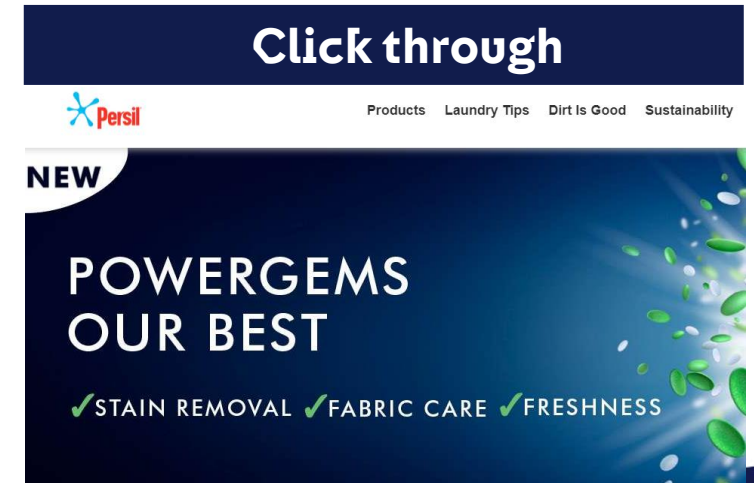 Click through
Persil
Products Laundry Tips Dirt Is Good Sustainability
NEW
POWERGEMS
OUR BEST
✓STAIN REMOVAL ✓FABRIC CARE ✓FRESHNESS